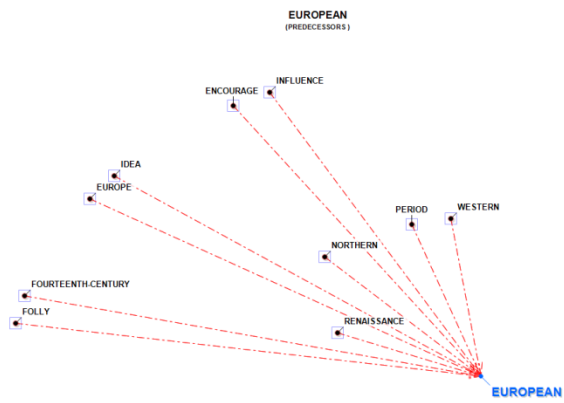 EUROPEAN
(PREDECESSORS )
INFLUENCE
ENCOURAGE
IDEA
EUROPE
PERIOD
WESTERN
NORTHERN
FOURTEENTH-CENTURY
FOLLY
RENAISSANCE
EUROPEAN